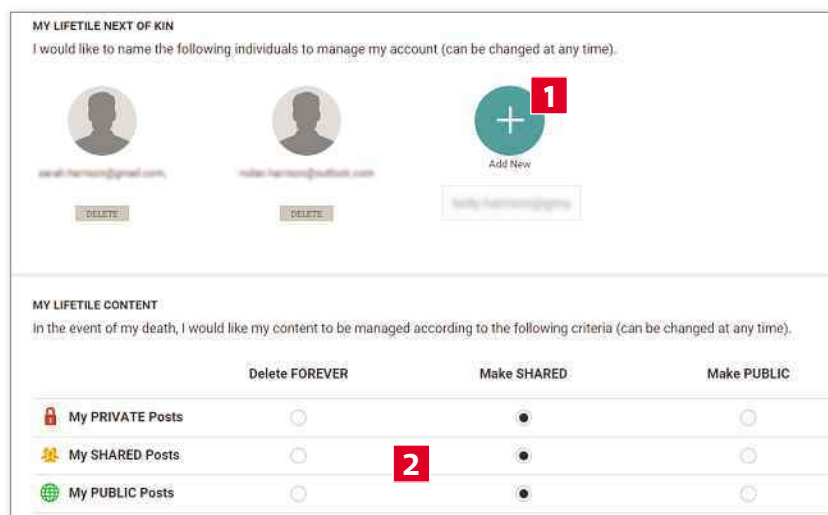 MY LIFETILE NEXT OF KIN
I would like to name the following individuals to manage my account (can be changed at any time).
1
Add New
DELETE DELETE
MY LIFETILE CONTENT
In the event of my death, I would like my content to be managed according to the following criteria (can be changed at any time).
Delete FOREVER Make SHARED Make PUBLIC
My PRIVATE Posts
My SHARED Posts
2
My PUBLIC Posts